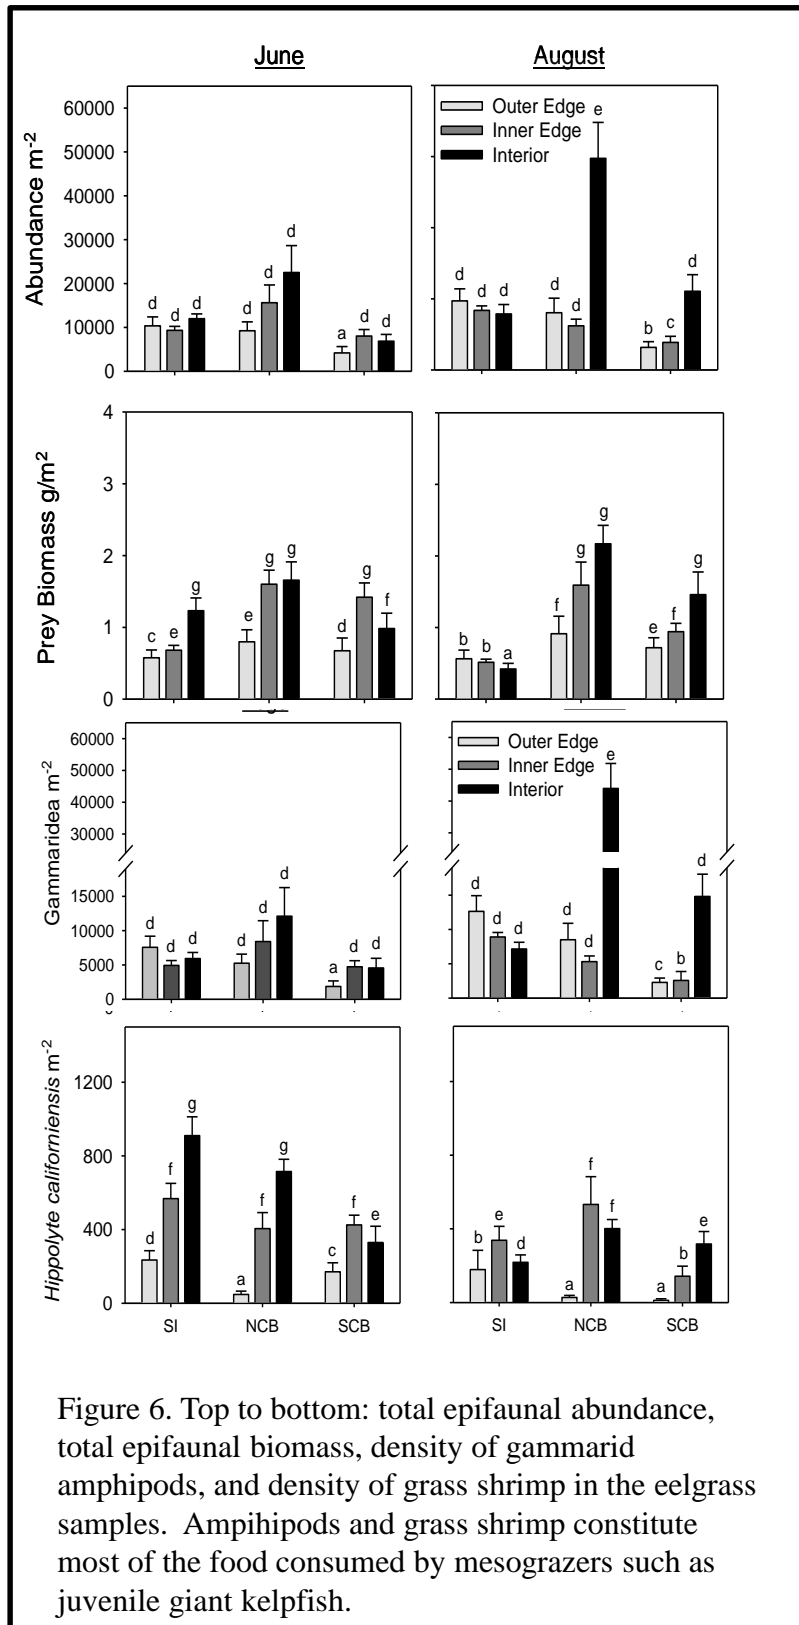 June August
Abundance m-2
60000
50000
40000
30000
20000
10000
0
d d d d d d a d d
Outer Edge
Inner Edge
Interior
d d d d d e b c d
Prey Biomass g/m2
4
3
2
1
0
c e g e g g d g f
b b a f g g e f g
Gammaridea m-2
60000
50000
40000
30000
15000
10000
5000
0
d d d d d d a d d
Outer Edge
Inner Edge
Interior
d d d d d e c b d
Hippolyte californiensis m-2
1200
800
400
0
d f g a f g c f e
b e d a f f a b e
SI NCB SCB SI NCB SCB
Figure 6. Top to bottom: total epifaunal abundance,
total epifaunal biomass, density of gammarid
amphipods, and density of grass shrimp in the eelgrass
samples.  Ampihipods and grass shrimp constitute
most of the food consumed by mesograzers such as
juvenile giant kelpfish.